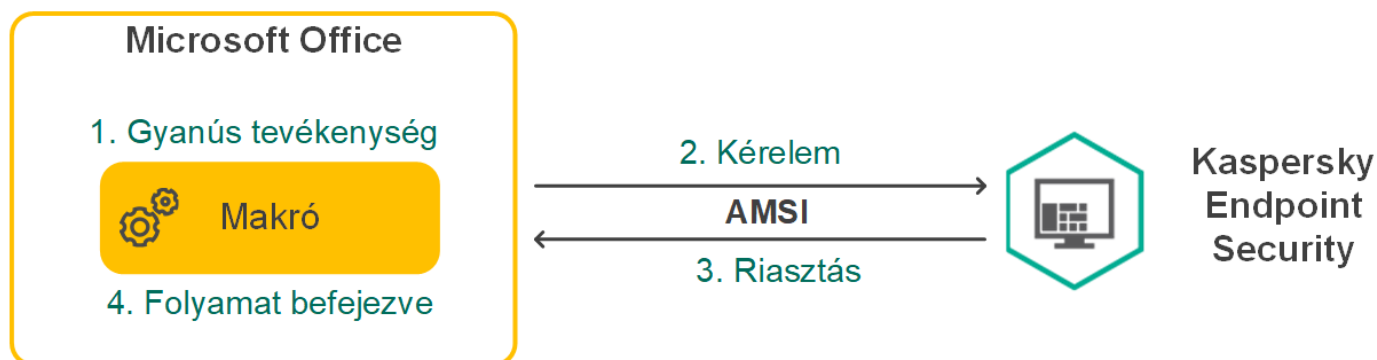 Microsoft Office
1. Gyanús tevékenység
Makró
4. Folyamat befejezve
2. Kérelem
AMSI
3. Riasztás
Kaspersky
Endpoint
Security